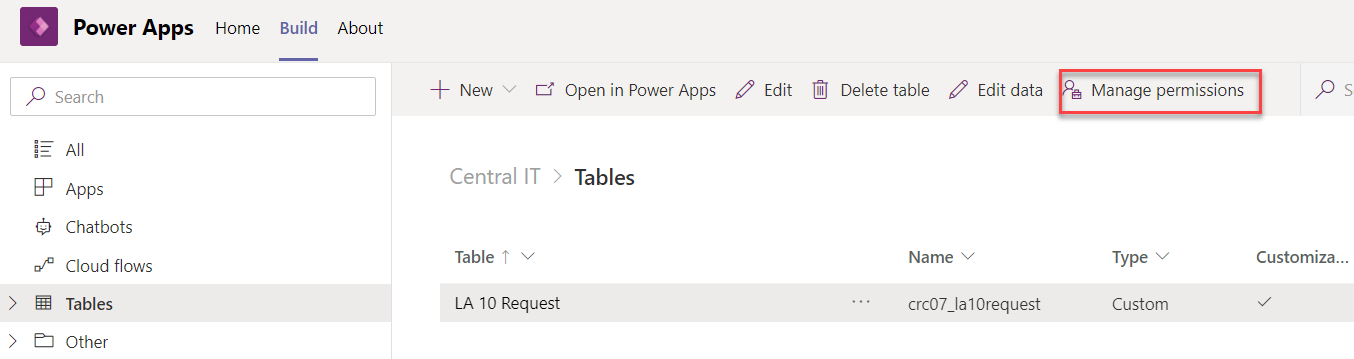 Power Apps Home Build About
Search
New Open in Power Apps Edit Delete table Edit data Manage permissions S
All
Apps
Chatbots
Cloud flows
Tables
Other
Central IT > Tables
Table ↑ Name Type Customiza...
LA 10 Request ... crc07_la10request Custom